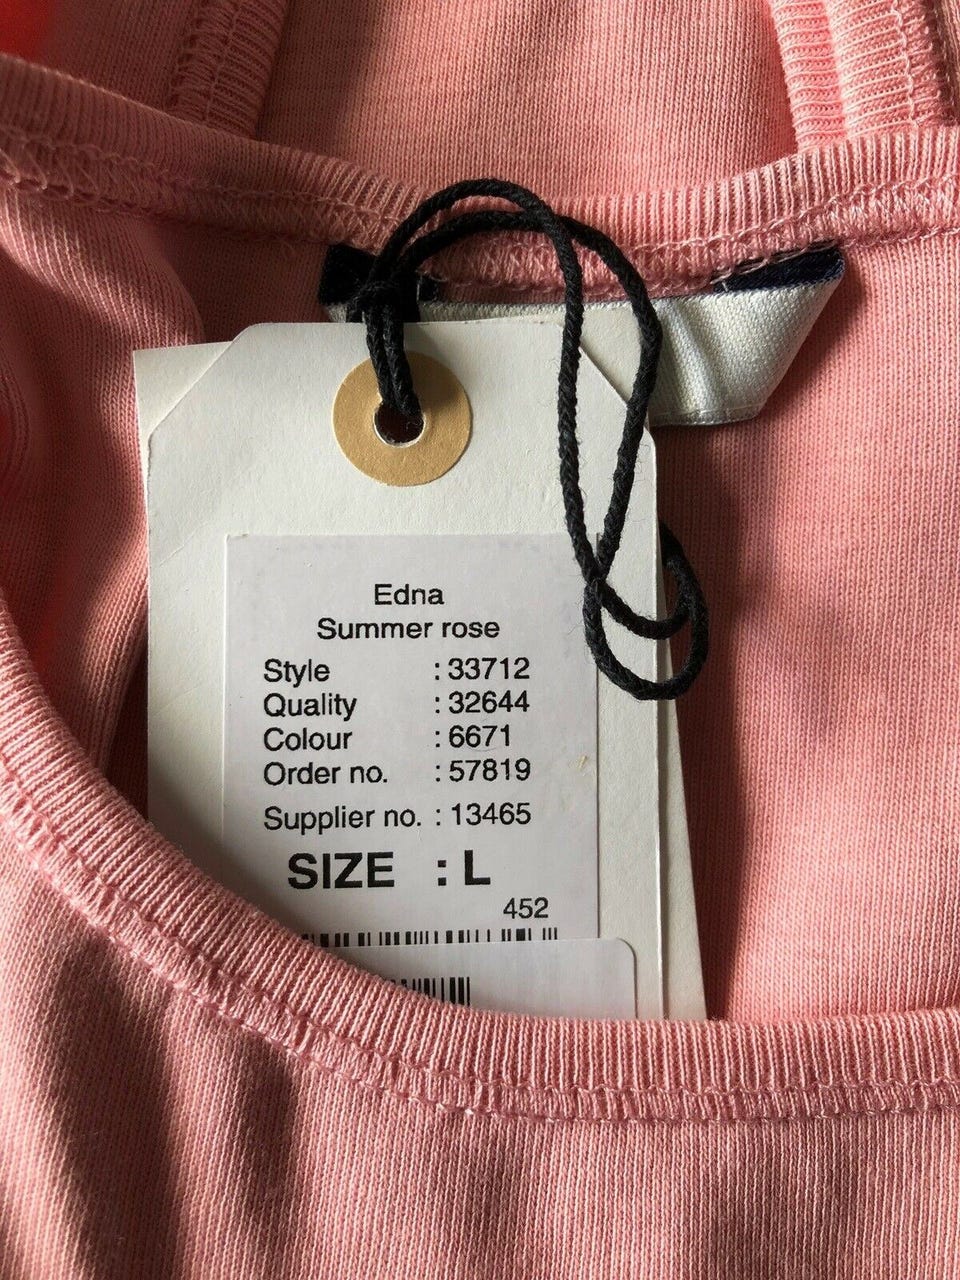 Edna
Summer rose
Style : 33712
Quality : 32644
Colour : 6671
Order no. : 57819
Supplier no. : 13465
SIZE : L
452